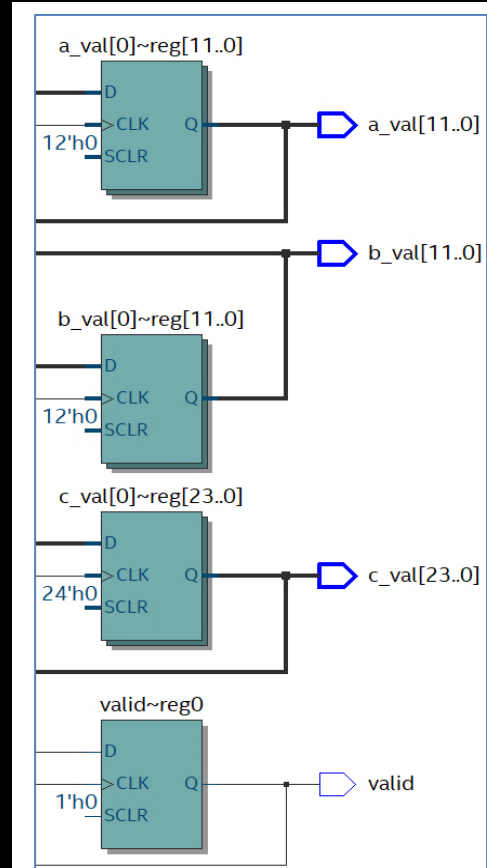 a_val[0]~reg[11..0]
D
CLK Q a_val[11..0]
12'h0
SCLR
b_val[11..0]
b_val[0]~reg[11..0]
D
CLK Q
12'h0
SCLR
c_val[0]~reg[23..0]
D
CLK Q c_val[23..0]
24'h0
SCLR
valid~reg0
D
CLK Q valid
1'h0
SCLR